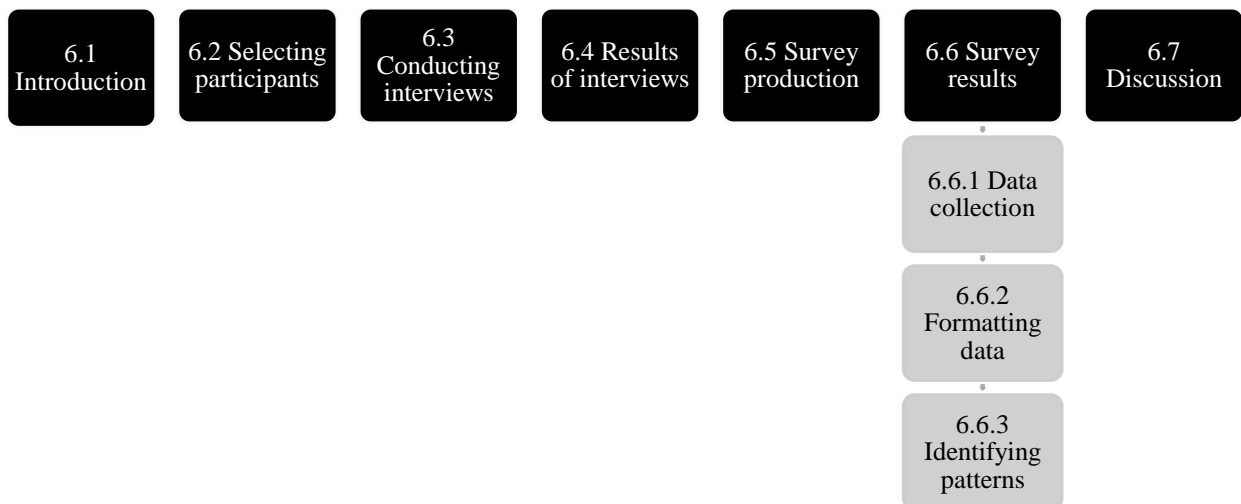 6.1
Introduction
6.2 Selecting
participants
6.3
Conducting
interviews
6.4 Results
of interviews
6.5 Survey
production
6.6 Survey
results
6.7
Discussion
6.6.1 Data
collection
6.6.2
Formatting
data
6.6.3
Identifying
patterns